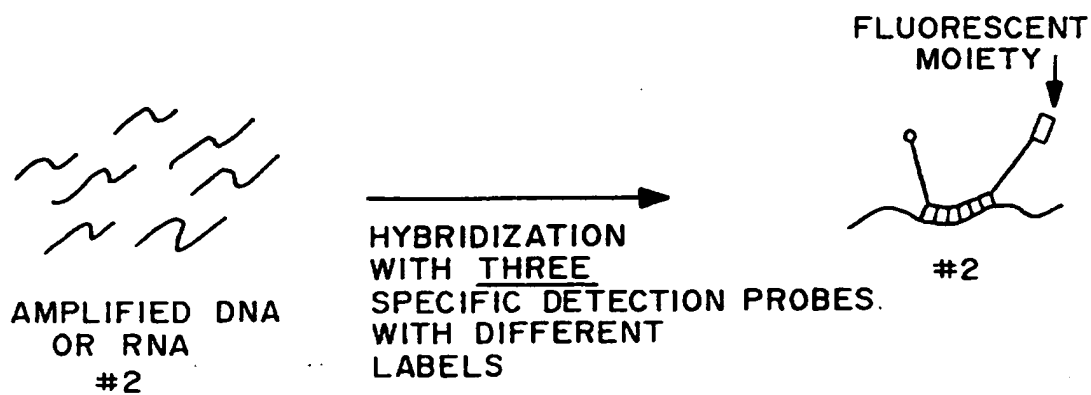 FLUORESCENT
MOIETY
HYBRIDIZATION
WITH THREE
SPECIFIC DETECTION PROBES.
WITH DIFFERENT
LABELS
#2
AMPLIFIED DNA
OR RNA
#2